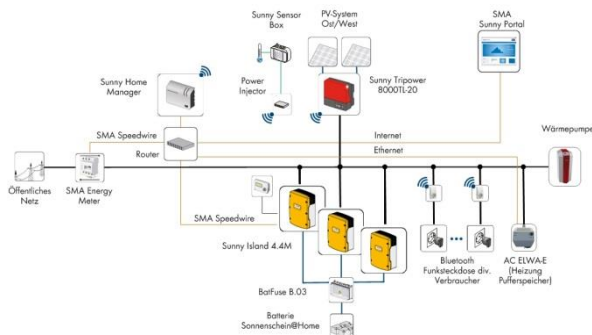 Sunny Sensor
Box
PV-System
Ost/West
SMA
Sunny Portal
Sunny Home
Manager
Power
Injector
Sunny Tripower
8000TL-20
SMA Speedwire
Internet
Router
Ethernet
Wärmepumpe
Öffentliches
Netz
SMA Energy
Meter
SMA Speedwire
Sunny Island 4.4M
BatFuse B.03
Batterie
Sonnenschein@Home
Bluetooth
Funksteckdose div.
Verbraucher
AC ELWA-E
(Heizung
Pufferspeicher)